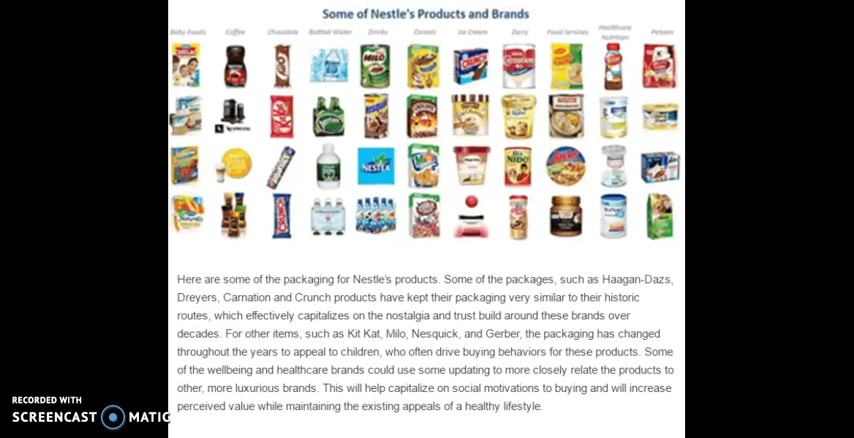 Some of Nestle's Products and Brands
Baby Foods Coffee Chocolate Bottled Water Drinks Cereals Ice Cream Dairy Food Services Healthcare Nutrition Petcare
MILO
CRUNCH
KitKat
NESPRESSO
NESTEA
NIDO
CRUNCH
Here are some of the packaging for Nestle's products. Some of the packages, such as Haagan-Dazs,
Dreyers, Carnation and Crunch products have kept their packaging very similar to their historic
routes, which effectively capitalizes on the nostalgia and trust build around these brands over
decades. For other items, such as Kit Kat, Milo, Nesquick, and Gerber, the packaging has changed
throughout the years to appeal to children, who often drive buying behaviors for these products. Some
of the wellbeing and healthcare brands could use some updating to more closely relate the products to
other, more luxurious brands. This will help capitalize on social motivations to buying and will increase
perceived value while maintaining the existing appeals of a healthy lifestyle.
RECORDED WITH
SCREENCAST MATIC